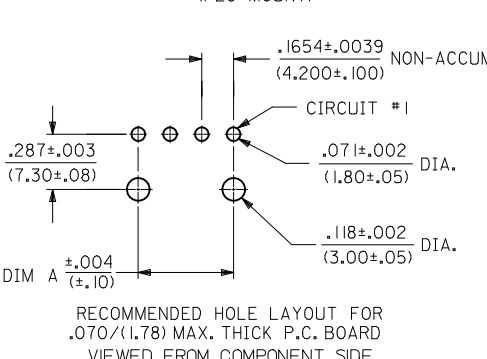 .1654±.0039
(4.200±.100)
NON-ACCUM
CIRCUIT #1
.287±.003
(7.30±.08)
.071±.002
(1.80±.05)
DIA.
.118±.002
(3.00±.05)
DIA.
DIM A
±.004
(±.10)
RECOMMENDED HOLE LAYOUT FOR
.070/(1.78) MAX. THICK P.C. BOARD
VIEWED FROM COMPONENT SIDE